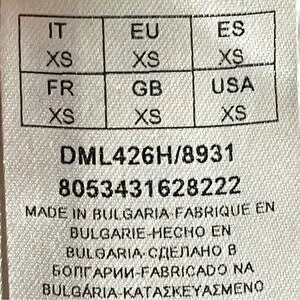 IT EU ES
XS XS XS
FR GB USA
XS XS XS
DML426H/8931
8053431628222
MADE IN BULGARIA-FABRIQUE EN
BULGARIE-HECHO EN
BULGARIA-СДЕЛАНО В
БОЛГАРИИ-FABRICADO NA
BULGÁRIA-ΚΑΤΑΣΚΕΥΑΣΜΕΝΟ